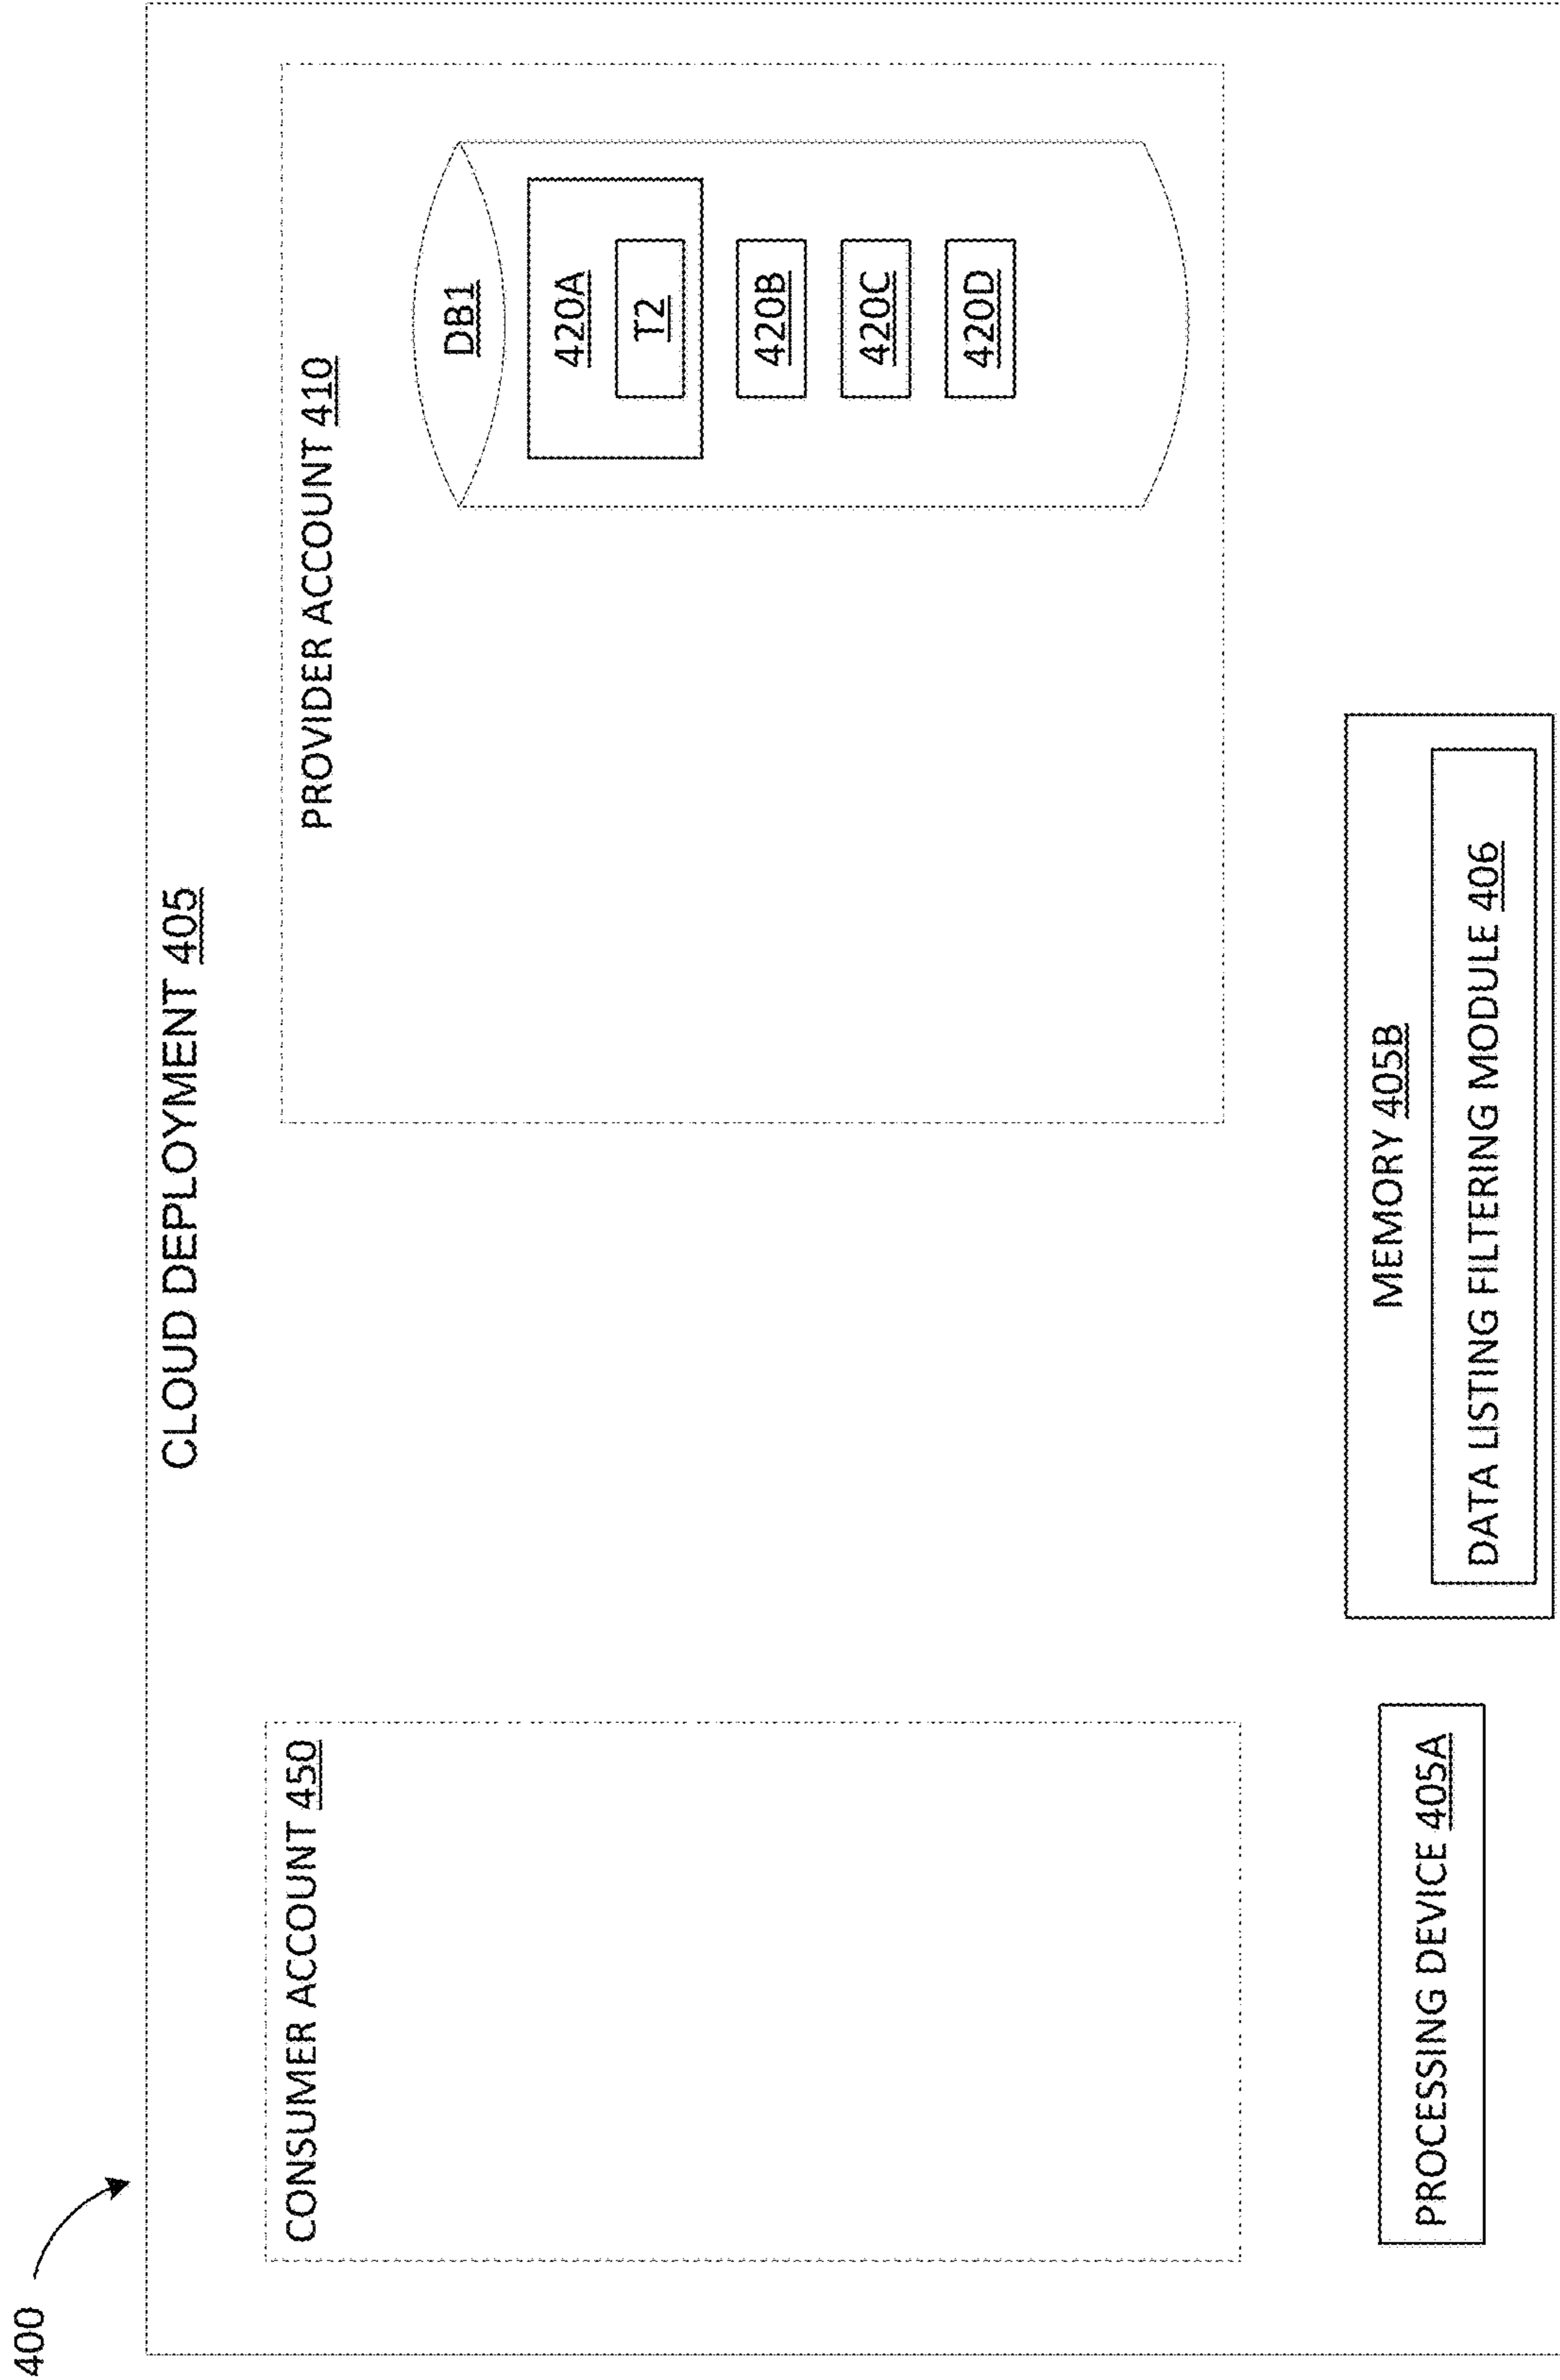 400
CLOUD DEPLOYMENT 405
CONSUMER ACCOUNT 450
PROVIDER ACCOUNT 410
DB1
420A
T2
420B
420C
420D
PROCESSING DEVICE 405A
MEMORY 405B
DATA LISTING FILTERING MODULE 406